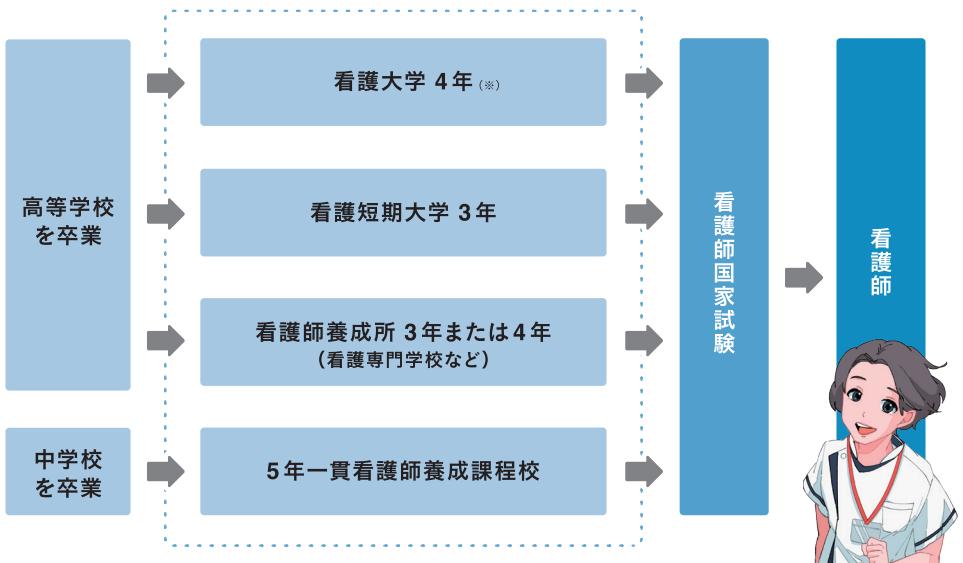 高等学校
を卒業
看護大学 4年(※)
看護短期大学 3年
看護師養成所 3年または4年
（看護専門学校など）
中学校
を卒業
5年一貫看護師養成課程校
看護師国家試験
看護師